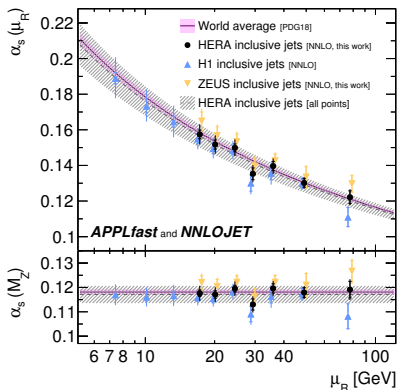 α_s (μ_R)
World average [PDG18]
HERA inclusive jets [NNLO, this work]
H1 inclusive jets [NNLO]
ZEUS inclusive jets [NNLO, this work]
HERA inclusive jets [all points]
0.2
0.18
0.16
0.14
0.12
0.1
APPLfast and NNLOJET
α_s (M_Z)
0.13
0.12
0.11
0.1
5 6 7 8 10 20 30 40 100
μ_R [GeV]